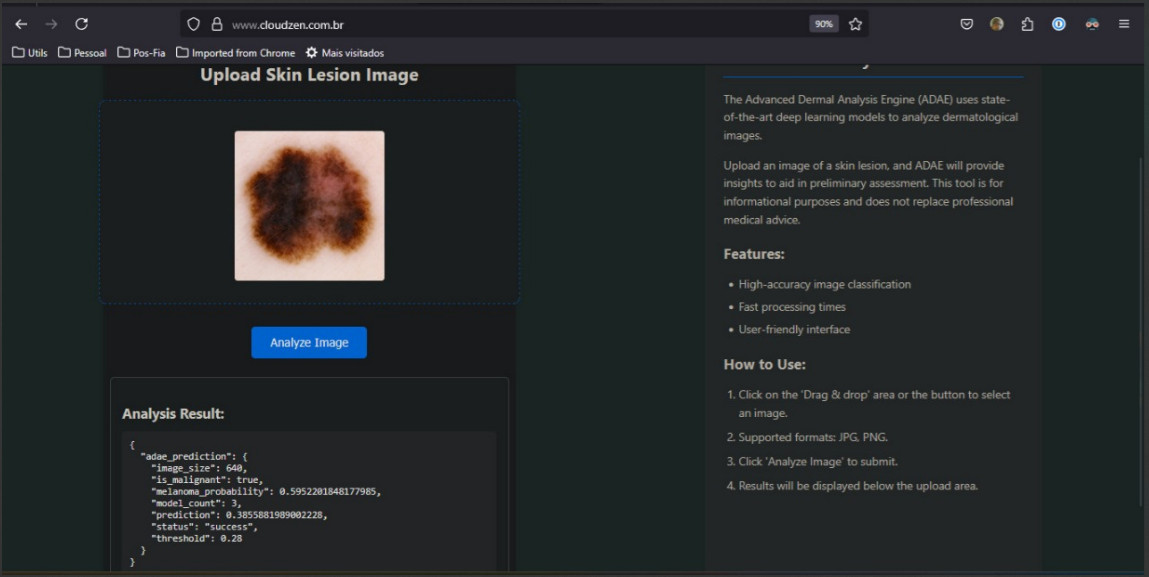 www.cloudzen.com.br
90%
Utils
Pessoal
Pos-Fia
Imported from Chrome
Mais visitados
Upload Skin Lesion Image
Analyze Image
Analysis Result:
{
"adae_prediction": {
"image_size": 640,
"is_malignant": true,
"melanoma_probability": 0.5952201848177985,
"model_count": 3,
"prediction": 0.3855881989002228,
"status": "success",
"threshold": 0.28
}
}
The Advanced Dermal Analysis Engine (ADAE) uses state-
of-the-art deep learning models to analyze dermatological
images.
Upload an image of a skin lesion, and ADAE will provide
insights to aid in preliminary assessment. This tool is for
informational purposes and does not replace professional
medical advice.
Features:
• High-accuracy image classification
• Fast processing times
• User-friendly interface
How to Use:
1. Click on the 'Drag & drop' area or the button to select
an image.
2. Supported formats: JPG, PNG.
3. Click 'Analyze Image' to submit.
4. Results will be displayed below the upload area.